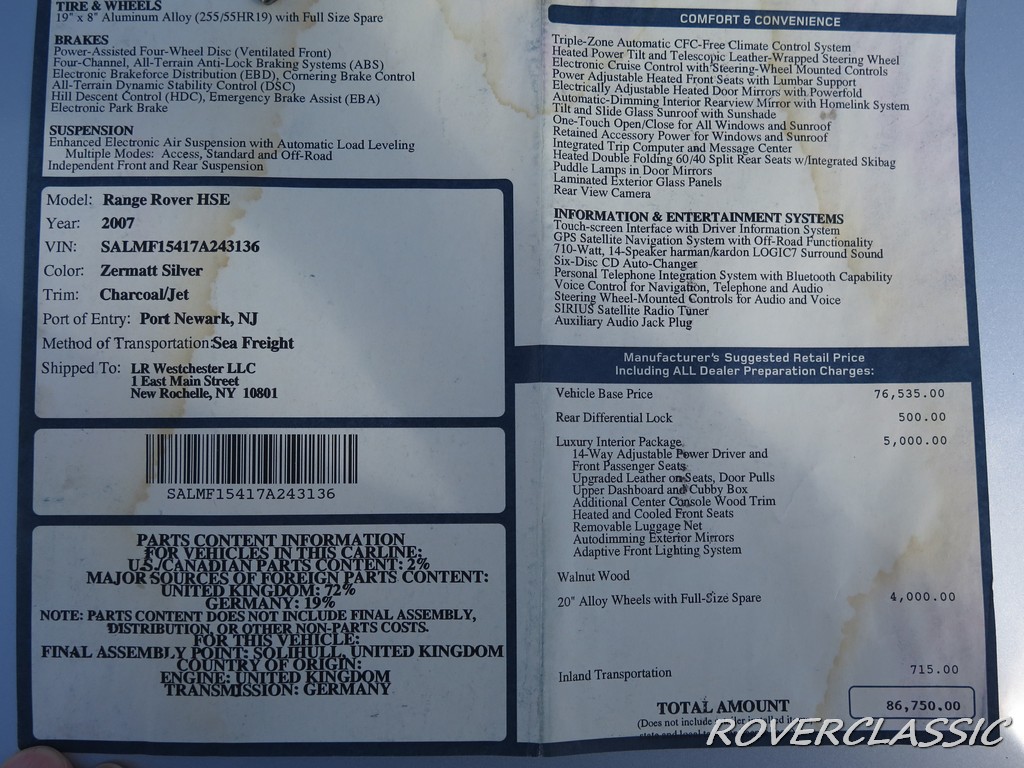 TIRE & WHEELS
19" x 8" Aluminum Alloy (255/55HR19) with Full Size Spare
BRAKES
Power-Assisted Four-Wheel Disc (Ventilated Front)
Four-Channel, All-Terrain Anti-Lock Braking Systems (ABS)
Electronic Brakeforce Distribution (EBD), Cornering Brake Control
All-Terrain Dynamic Stability Control (DSC)
Hill Descent Control (HDC), Emergency Brake Assist (EBA)
Electronic Park Brake
SUSPENSION
Enhanced Electronic Air Suspension with Automatic Load Leveling
Multiple Modes: Access, Standard and Off-Road
Independent Front and Rear Suspension
Model: Range Rover HSE
Year: 2007
VIN: SALMF15417A243136
Color: Zermatt Silver
Trim: Charcoal/Jet
Port of Entry: Port Newark, NJ
Method of Transportation:Sea Freight
Shipped To: LR Westchester LLC
1 East Main Street
New Rochelle, NY 10801
SALMF15417A243136
PARTS CONTENT INFORMATION
FOR VEHICLES IN THIS CARLINE:
U.S./CANADIAN PARTS CONTENT: 2%
MAJOR SOURCES OF FOREIGN PARTS CONTENT:
UNITED KINGDOM: 72%
GERMANY: 19%
NOTE: PARTS CONTENT DOES NOT INCLUDE FINAL ASSEMBLY,
DISTRIBUTION, OR OTHER NON-PARTS COSTS.
FOR THIS VEHICLE:
FINAL ASSEMBLY POINT: SOLIHULL, UNITED KINGDOM
COUNTRY OF ORIGIN:
ENGINE: UNITED KINGDOM
TRANSMISSION: GERMANY
COMFORT & CONVENIENCE
Triple-Zone Automatic CFC-Free Climate Control System
Heated Power Tilt and Telescopic Leather-Wrapped Steering Wheel
Electronic Cruise Control with Steering-Wheel Mounted Controls
Power Adjustable Heated Front Seats with Lumbar Support
Electrically Adjustable Heated Door Mirrors with Powerfold
Automatic-Dimming Interior Rearview Mirror with Homelink System
Tilt and Slide Glass Sunroof with Sunshade
One-Touch Open/Close for All Windows and Sunroof
Retained Accessory Power for Windows and Sunroof
Integrated Trip Computer and Message Center
Heated Double Folding 60/40 Split Rear Seats w/Integrated Skibag
Puddle Lamps in Door Mirrors
Laminated Exterior Glass Panels
Rear View Camera
INFORMATION & ENTERTAINMENT SYSTEMS
Touch-screen Interface with Driver Information System
GPS Satellite Navigation System with Off-Road Functionality
710-Watt, 14-Speaker harman/kardon LOGIC7 Surround Sound
Six-Disc CD Auto-Changer
Personal Telephone Integration System with Bluetooth Capability
Voice Control for Navigation, Telephone and Audio
Steering Wheel-Mounted Controls for Audio and Voice
SIRIUS Satellite Radio Tuner
Auxiliary Audio Jack Plug
Manufacturer's Suggested Retail Price
Including ALL Dealer Preparation Charges:
Vehicle Base Price 76,535.00
Rear Differential Lock 500.00
Luxury Interior Package 5,000.00
14-Way Adjustable Power Driver and
Front Passenger Seats
Upgraded Leather on Seats, Door Pulls
Upper Dashboard and Cubby Box
Additional Center Console Wood Trim
Heated and Cooled Front Seats
Removable Luggage Net
Autodimming Exterior Mirrors
Adaptive Front Lighting System
Walnut Wood
20" Alloy Wheels with Full-Size Spare 4,000.00
Inland Transportation 715.00
TOTAL AMOUNT 86,750.00
(Does not include
ROVERCLASSIC